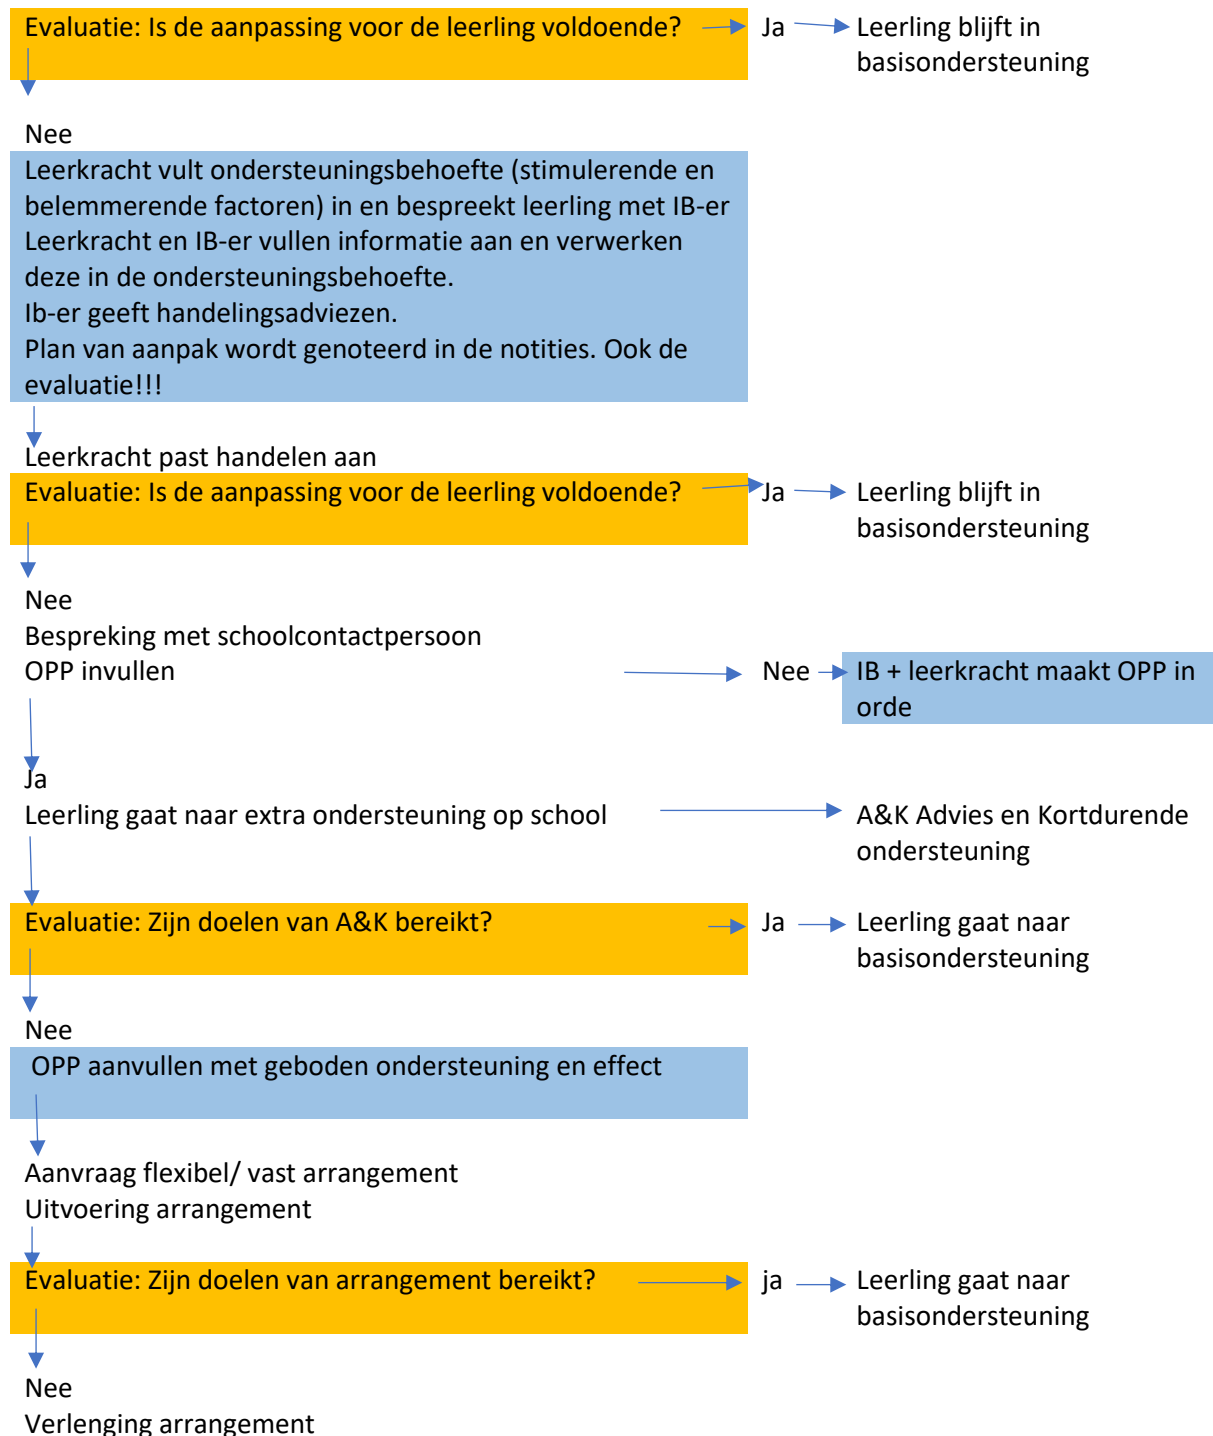 Evaluatie: Is de aanpassing voor de leerling voldoende? Ja Leerling blijft in
basisondersteuning
Nee
Leerkracht vult ondersteuningsbehoefte (stimulerende en
belemmerende factoren) in en bespreekt leerling met IB-er
Leerkracht en IB-er vullen informatie aan en verwerken
deze in de ondersteuningsbehoefte.
Ib-er geeft handelingsadviezen.
Plan van aanpak wordt genoteerd in de notities. Ook de
evaluatie!!!
Leerkracht past handelen aan
Evaluatie: Is de aanpassing voor de leerling voldoende? Ja Leerling blijft in
basisondersteuning
Nee
Bespreking met schoolcontactpersoon
OPP invullen Nee IB + leerkracht maakt OPP in
orde
Ja
Leerling gaat naar extra ondersteuning op school A&K Advies en Kortdurende
ondersteuning
Evaluatie: Zijn doelen van A&K bereikt? Ja Leerling gaat naar
basisondersteuning
Nee
OPP aanvullen met geboden ondersteuning en effect
Aanvraag flexibel/ vast arrangement
Uitvoering arrangement
Evaluatie: Zijn doelen van arrangement bereikt? ja Leerling gaat naar
basisondersteuning
Nee
Verlenging arrangement